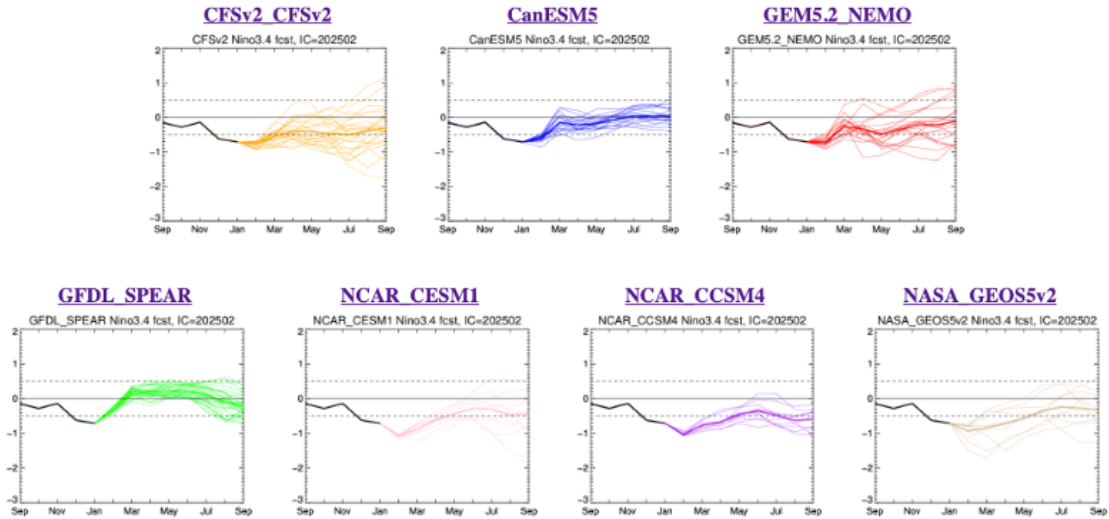 CFSv2_CFSv2 CanESM5 GEM5.2_NEMO
CFSv2 Nino3.4 fcst, IC=202502 CanESM5 Nino3.4 fcst, IC=202502 GEM5.2_NEMO Nino3.4 fcst, IC=202502
2 2 2
1 1 1
0 0 0
-1 -1 -1
-2 -2 -2
-3 -3 -3
Sep Nov Jan Mar May Jul Sep Sep Nov Jan Mar May Jul Sep Sep Nov Jan Mar May Jul Sep
GFDL_SPEAR NCAR_CESM1 NCAR_CCSM4 NASA_GEOS5v2
GFDL_SPEAR Nino3.4 fcst, IC=202502 NCAR_CESM1 Nino3.4 fcst, IC=202502 NCAR_CCSM4 Nino3.4 fcst, IC=202502 NASA_GEOS5v2 Nino3.4 fcst, IC=202502
2 2 2 2
1 1 1 1
0 0 0 0
-1 -1 -1 -1
-2 -2 -2 -2
-3 -3 -3 -3
Sep Nov Jan Mar May Jul Sep Sep Nov Jan Mar May Jul Sep Sep Nov Jan Mar May Jul Sep Sep Nov Jan Mar May Jul Sep